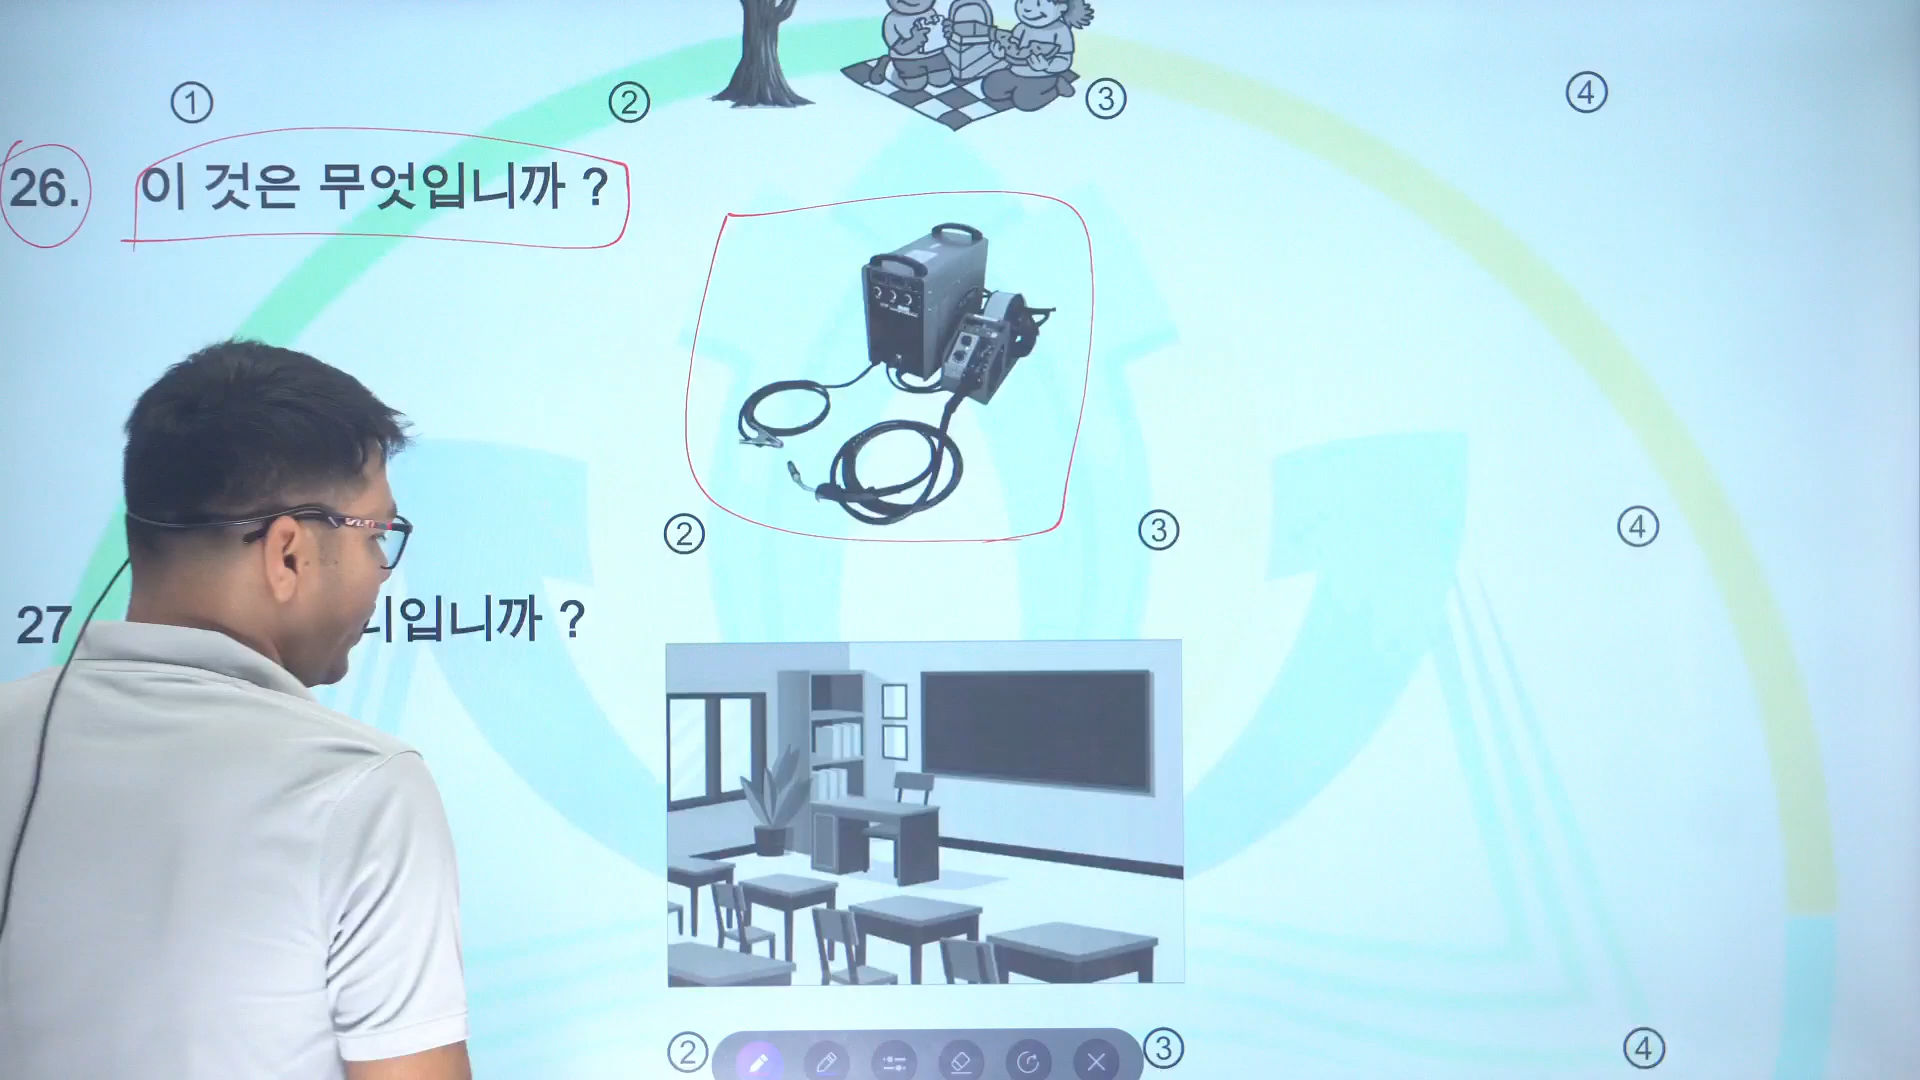 ① ② ③ ④
26. 이 것은 무엇입니까 ?
② ③ ④
27 디입니까 ?
② ③ ④